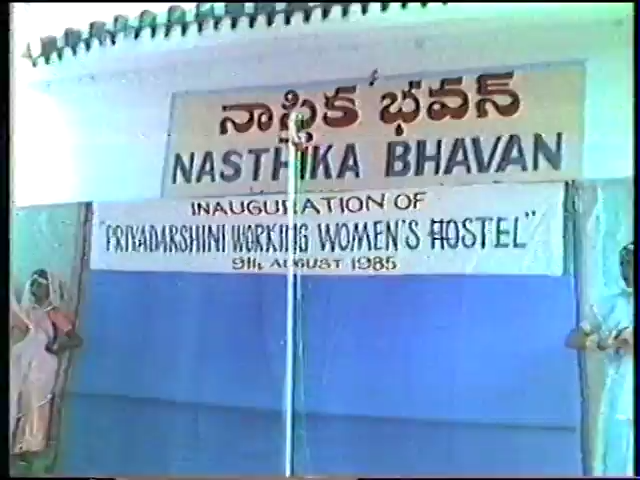 నాస్తిక భవన్
NASTHIKA BHAVAN
INAUGURATION OF
"PRIYADARSHINI WORKING WOMEN'S HOSTEL"
9TH AUGUST 1985